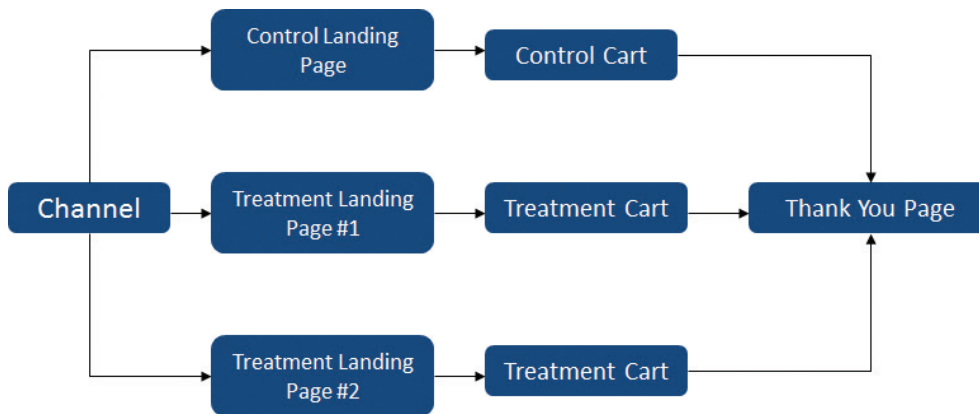 Control Landing
Page
Control Cart
Channel
Treatment Landing
Page #1
Treatment Cart
Thank You Page
Treatment Landing
Page #2
Treatment Cart